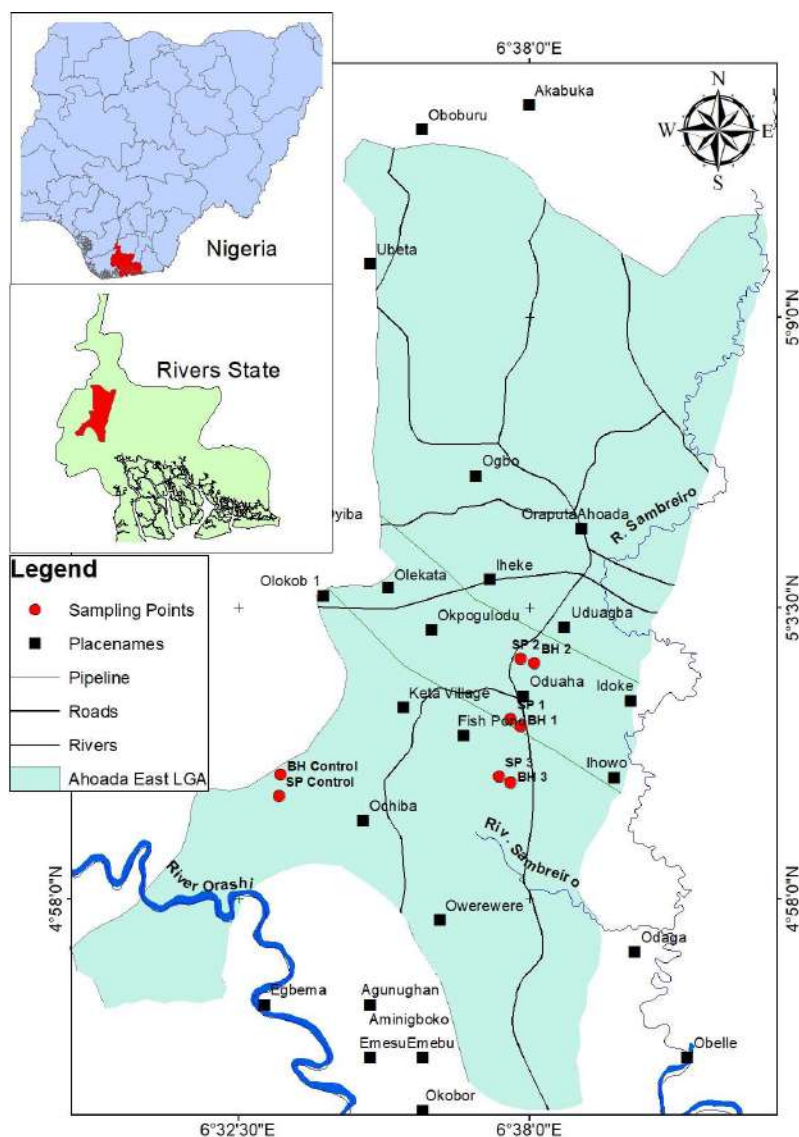 6°38'0"E
Akabuka
Oboburu
N
W
E
S
Nigeria
Ubeta
5°9'0"N
Rivers State
Ogbo
R. Sambreiro
OraputaAhoada
Legend
Sampling Points
Placenames
Pipeline
Roads
Rivers
Ahoada East LGA
Olokob 1
Olekata
Iheke
5°3'30"N
Okpogulodu
Uduagba
SP 2
BH 2
Oduaha
Idoke
Keta Village
SP 1
BH 1
Fish Pond
SP 3
BH 3
Ihowo
BH Control
SP Control
Ochiba
Riv. Sambreiro
River Orashi
4°58'0"N
4°58'0"N
Owerewere
Odaga
Egbema
Agunughan
Aminigboko
EmesuEmebu
Obelle
Okobor
6°32'30"E
6°38'0"E